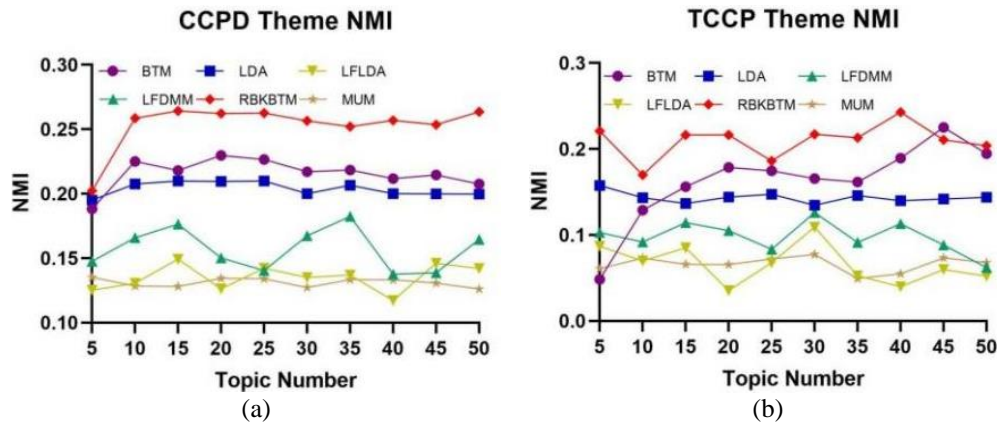 CCPD Theme NMI
BTM LDA LFLDA
LFDMM RBKBTM MUM
0.30
0.25
0.20
0.15
0.10
NMI
5 10 15 20 25 30 35 40 45 50
Topic Number
(a)
TCCP Theme NMI
BTM LDA LFDMM
LFLDA RBKBTM MUM
0.3
0.2
0.1
0.0
NMI
5 10 15 20 25 30 35 40 45 50
Topic Number
(b)